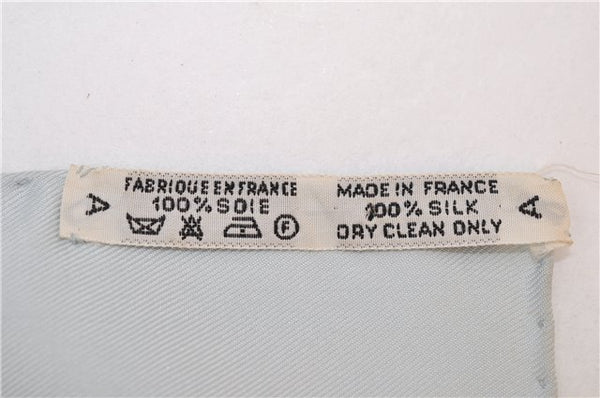 A
FABRIQUE EN FRANCE
100% SOIE
F
MADE IN FRANCE
100% SILK
DRY CLEAN ONLY
A